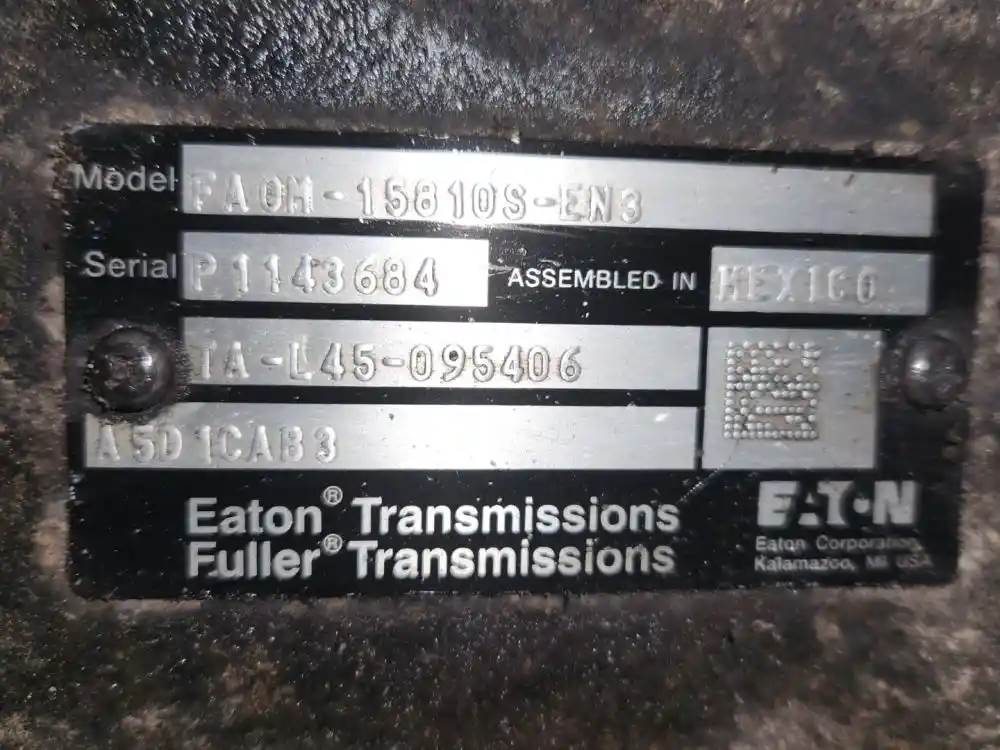 Model FAOM-15810S-EN3
Serial P1143684 ASSEMBLED IN MEXICO
TA-L45-095406
A5D1CAB3
Eaton® Transmissions
Fuller® Transmissions
EATON
Eaton Corporation
Kalamazoo, MI USA